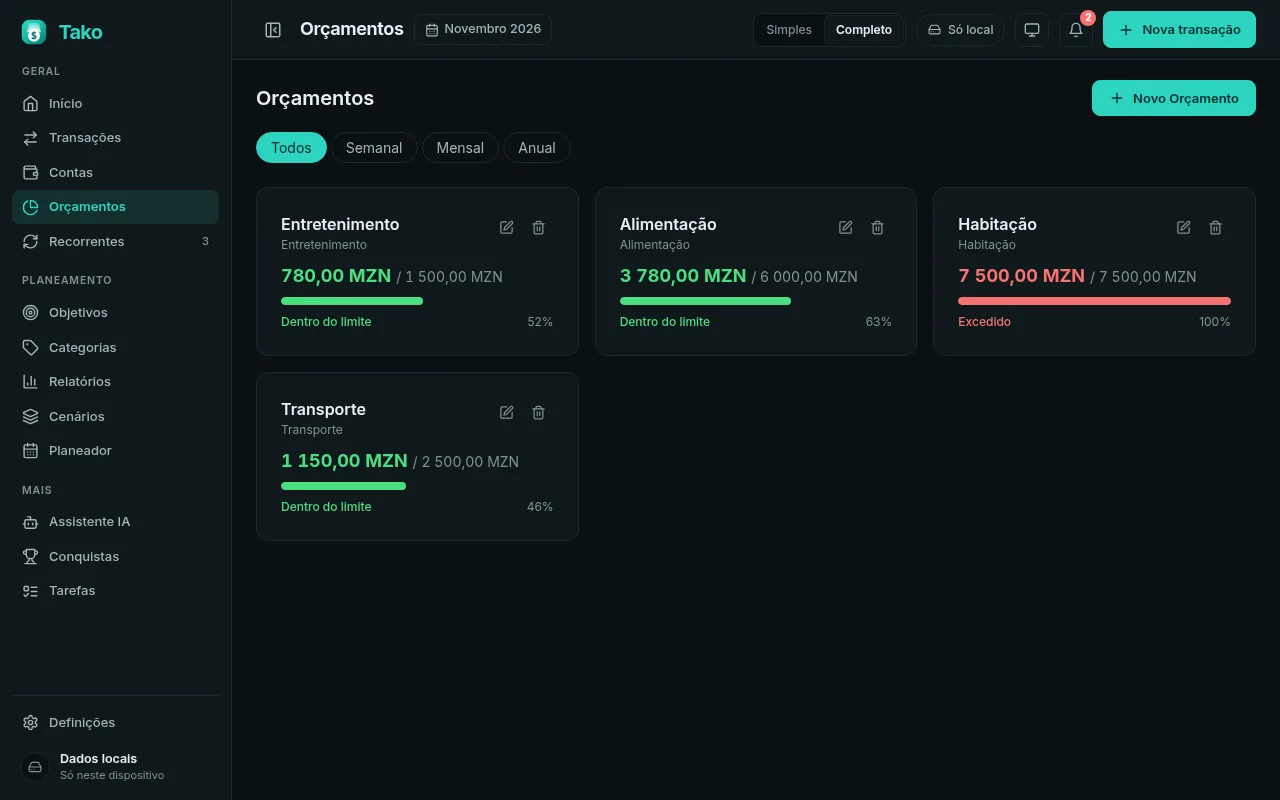 Tako
GERAL
Início
Transações
Contas
Orçamentos
Recorrentes 3
PLANEAMENTO
Objetivos
Categorias
Relatórios
Cenários
Planeador
MAIS
Assistente IA
Conquistas
Tarefas
Definições
Dados locais
Só neste dispositivo
Orçamentos
Novembro 2026
Simples
Completo
Só local
2
Nova transação
Orçamentos
Novo Orçamento
Todos
Semanal
Mensal
Anual
Entretenimento
Entretenimento
780,00 MZN / 1 500,00 MZN
Dentro do limite 52%
Alimentação
Alimentação
3 780,00 MZN / 6 000,00 MZN
Dentro do limite 63%
Habitação
Habitação
7 500,00 MZN / 7 500,00 MZN
Excedido 100%
Transporte
Transporte
1 150,00 MZN / 2 500,00 MZN
Dentro do limite 46%